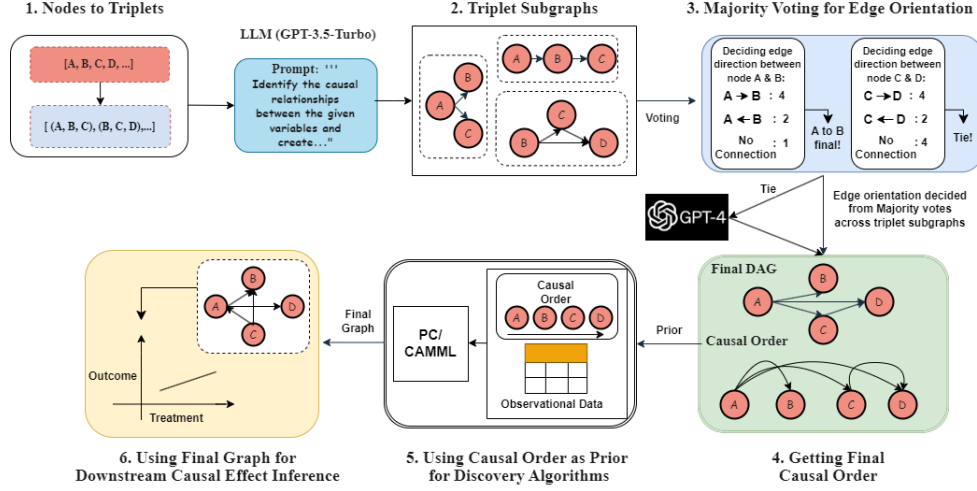 1. Nodes to Triplets
[A, B, C, D, ...]
[ (A, B, C), (B, C, D),...]
LLM (GPT-3.5-Turbo)
Prompt: '''
Identify the causal
relationships
between the given
variables and
create..."
2. Triplet Subgraphs
A
B
C
A
B
C
B
C
D
Voting
3. Majority Voting for Edge Orientation
Deciding edge
direction between
node A & B:
A → B : 4
A ← B : 2
No
Connection : 1
A to B
final!
Deciding edge
direction between
node C & D:
C → D : 4
C ← D : 2
No
Connection : 4
Tie!
Tie
GPT-4
Edge orientation decided
from Majority votes
across triplet subgraphs
Final DAG
A
B
C
D
Causal Order
A
B
C
D
4. Getting Final
Causal Order
Prior
Causal
Order
A
B
C
D
Observational Data
PC/
CAMML
5. Using Causal Order as Prior
for Discovery Algorithms
Final
Graph
B
A
D
C
Outcome
Treatment
6. Using Final Graph for
Downstream Causal Effect Inference